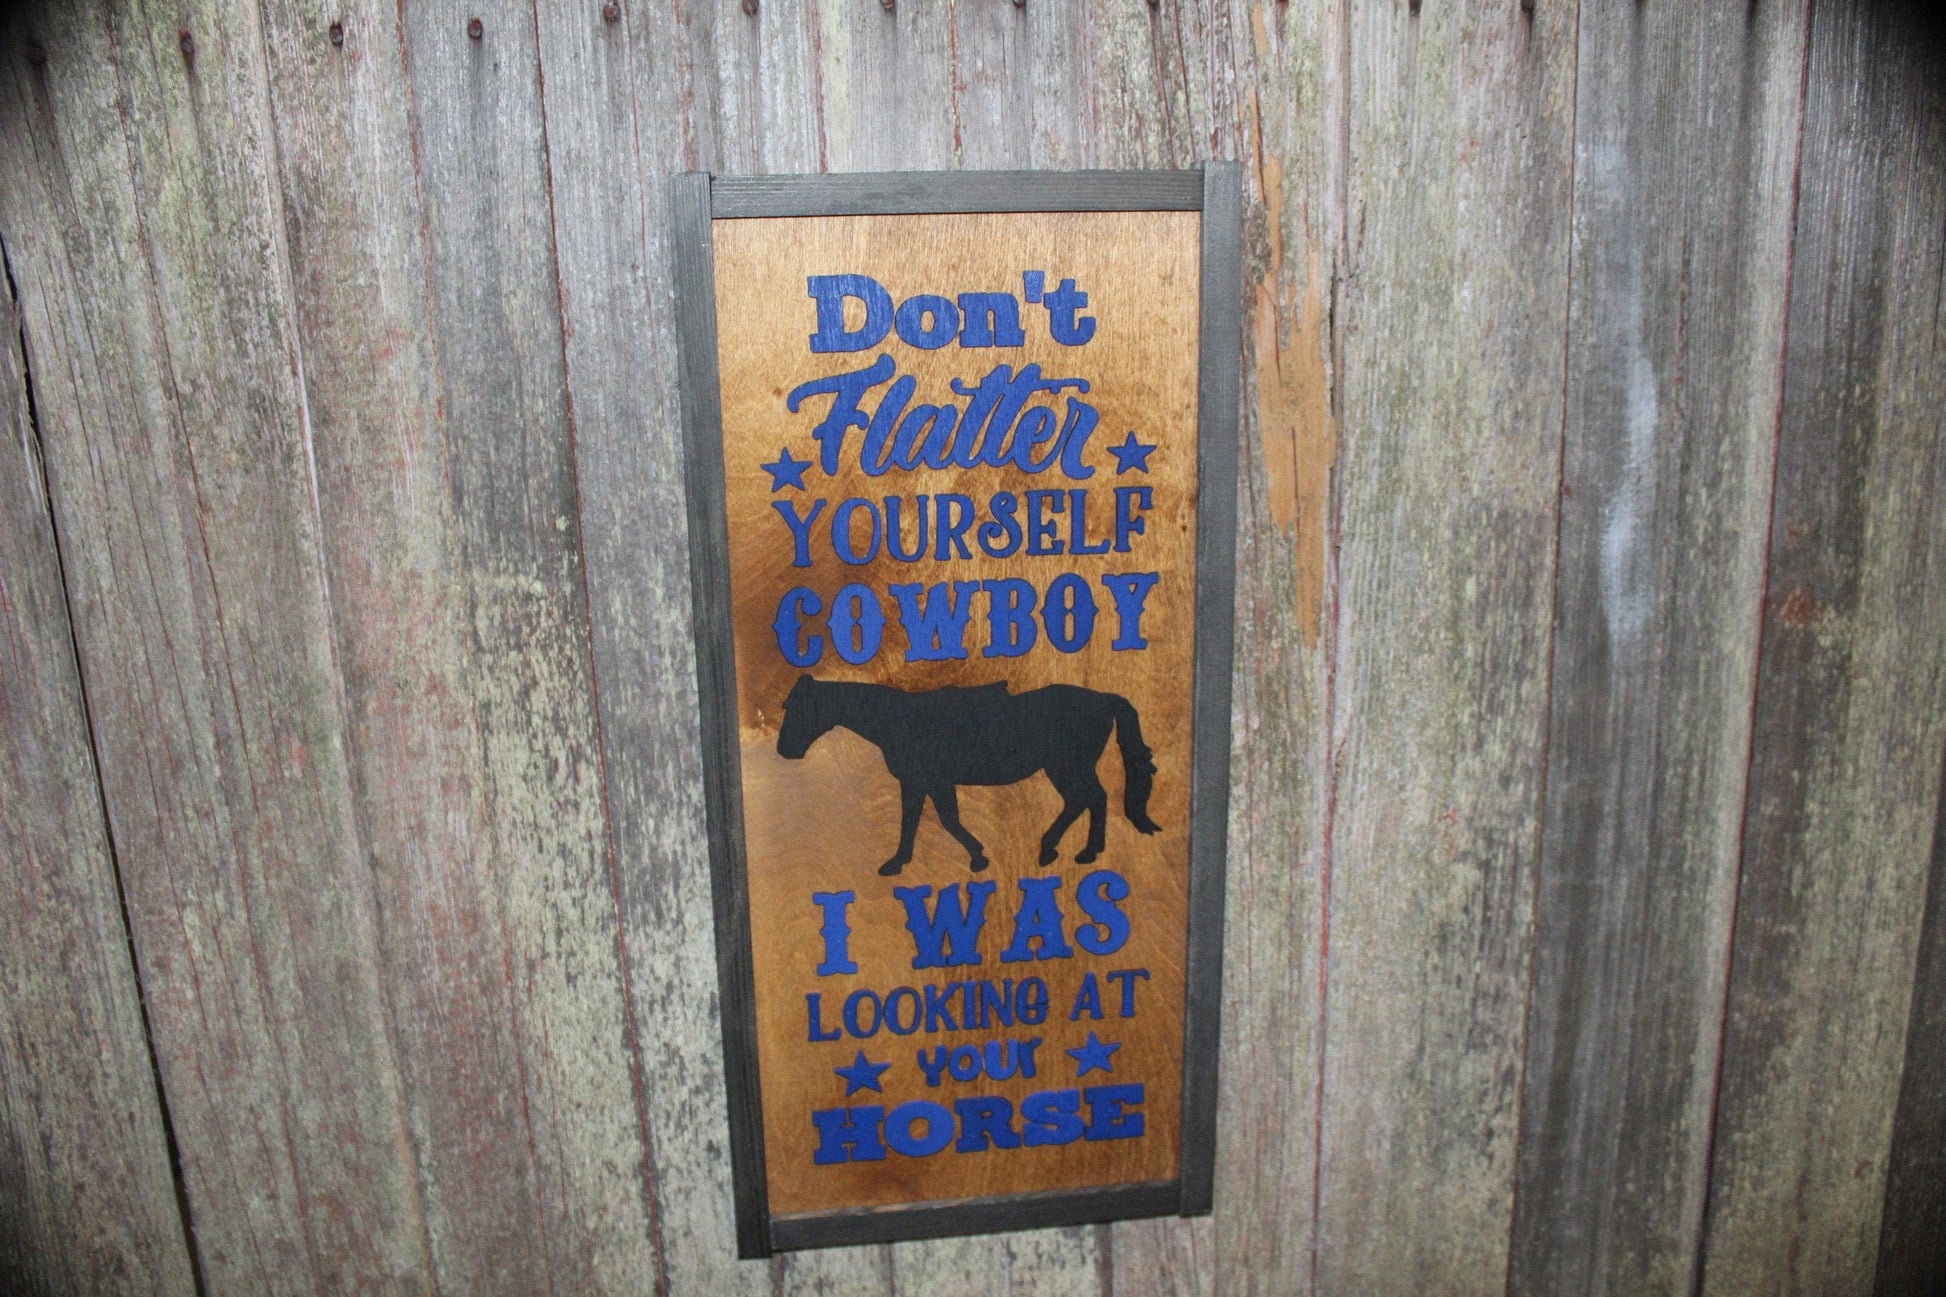 Don't
Flatter
YOURSELF
COWBOY
I WAS
LOOKING AT
your
HORSE